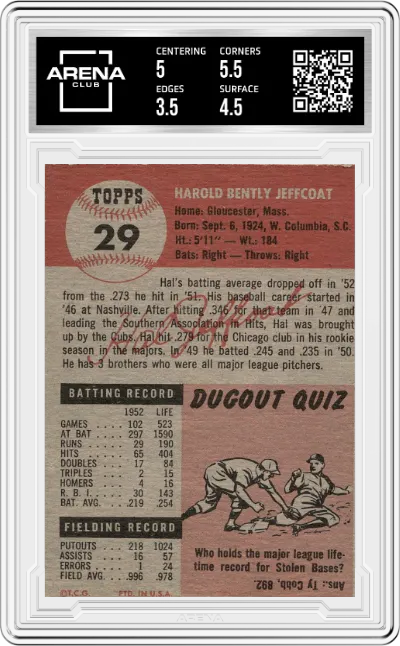 ARENA
CLUB
CENTERING CORNERS
5 5.5
EDGES SURFACE
3.5 4.5
TOPPS
29
HAROLD BENTLY JEFFCOAT
Home: Gloucester, Mass.
Born: Sept. 6, 1924, W. Columbia, S.C.
Ht.: 5'11" — Wt.: 184
Bats: Right — Throws: Right
Hal's batting average dropped off in '52
from the .273 he hit in '51. His baseball career started in
'46 at Nashville. After hitting .346 for that team in '47 and
leading the Southern Association in Hits, Hal was brought
up by the Cubs. Hal hit .279 for the Chicago club in his rookie
season in the majors. In '49 he batted .245 and .235 in '50.
He has 3 brothers who were all major league pitchers.
Hal Jeffcoat
BATTING RECORD
1952 LIFE
GAMES . . . . 102 523
AT BAT . . . . 297 1590
RUNS . . . . 29 190
HITS . . . . 65 404
DOUBLES . . . 17 84
TRIPLES . . . 2 15
HOMERS . . . 4 16
R. B. I. . . . . 30 143
BAT. AVG. . . .219 .254
FIELDING RECORD
PUTOUTS . . . 218 1024
ASSISTS . . . 16 57
ERRORS . . . 1 24
FIELD AVG. . . .996 .978
©T.C.G. PTD. IN U.S.A.
DUGOUT QUIZ
Who holds the major league life-
time record for Stolen Bases?
Ans.: Ty Cobb, 892.
ARENA